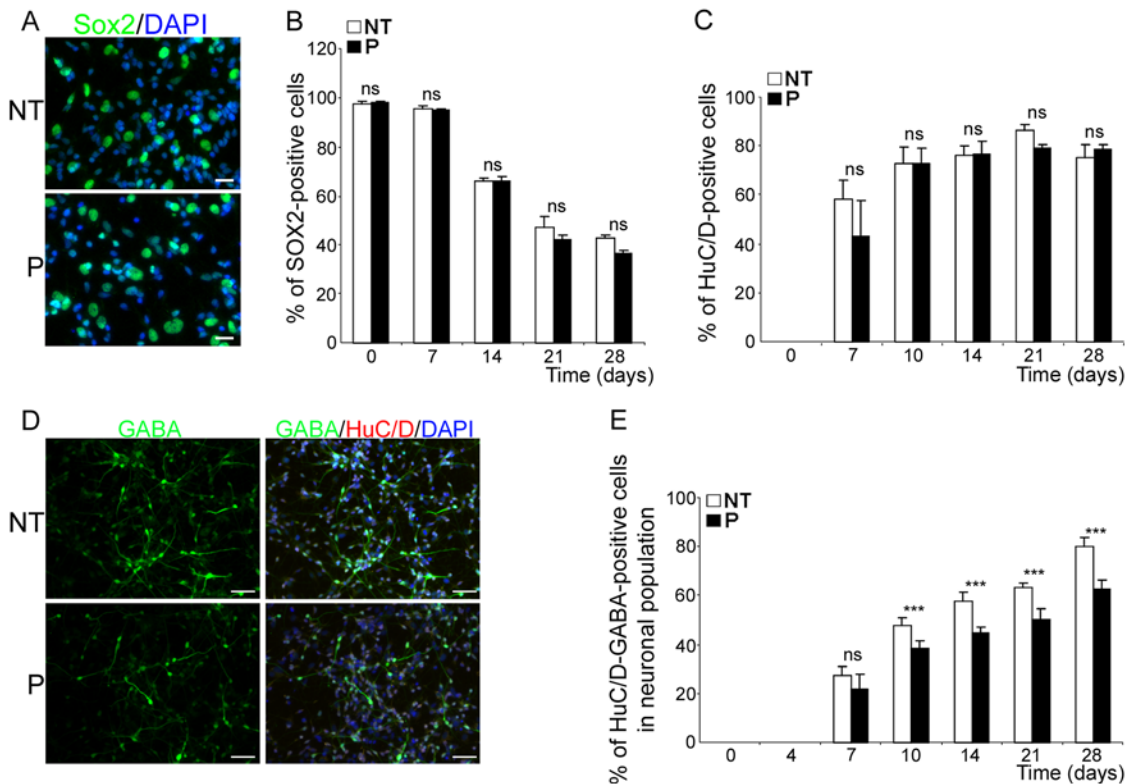 A
Sox2/DAPI
NT
P
B
NT
P
% of SOX2-positive cells
120
100
80
60
40
20
0
ns
ns
ns
ns
ns
0 7 14 21 28
Time (days)
C
NT
P
% of HuC/D-positive cells
100
80
60
80
20
0
ns
ns
ns
ns
ns
0 7 10 14 21 28
Time (days)
D
GABA
GABA/HuC/D/DAPI
NT
P
E
NT
P
% of HuC/D-GABA-positive cells
in neuronal population
100
80
60
40
20
0
ns
***
***
***
***
0 4 7 10 14 21 28
Time (days)